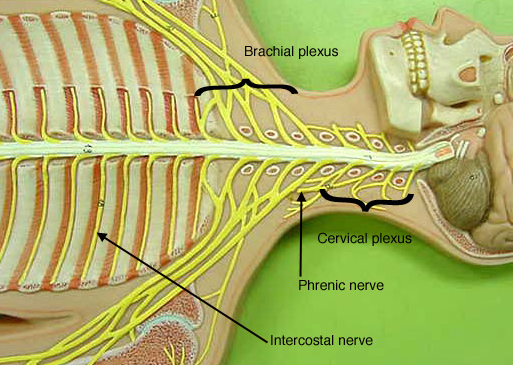 Brachial plexus
Cervical plexus
Phrenic nerve
Intercostal nerve